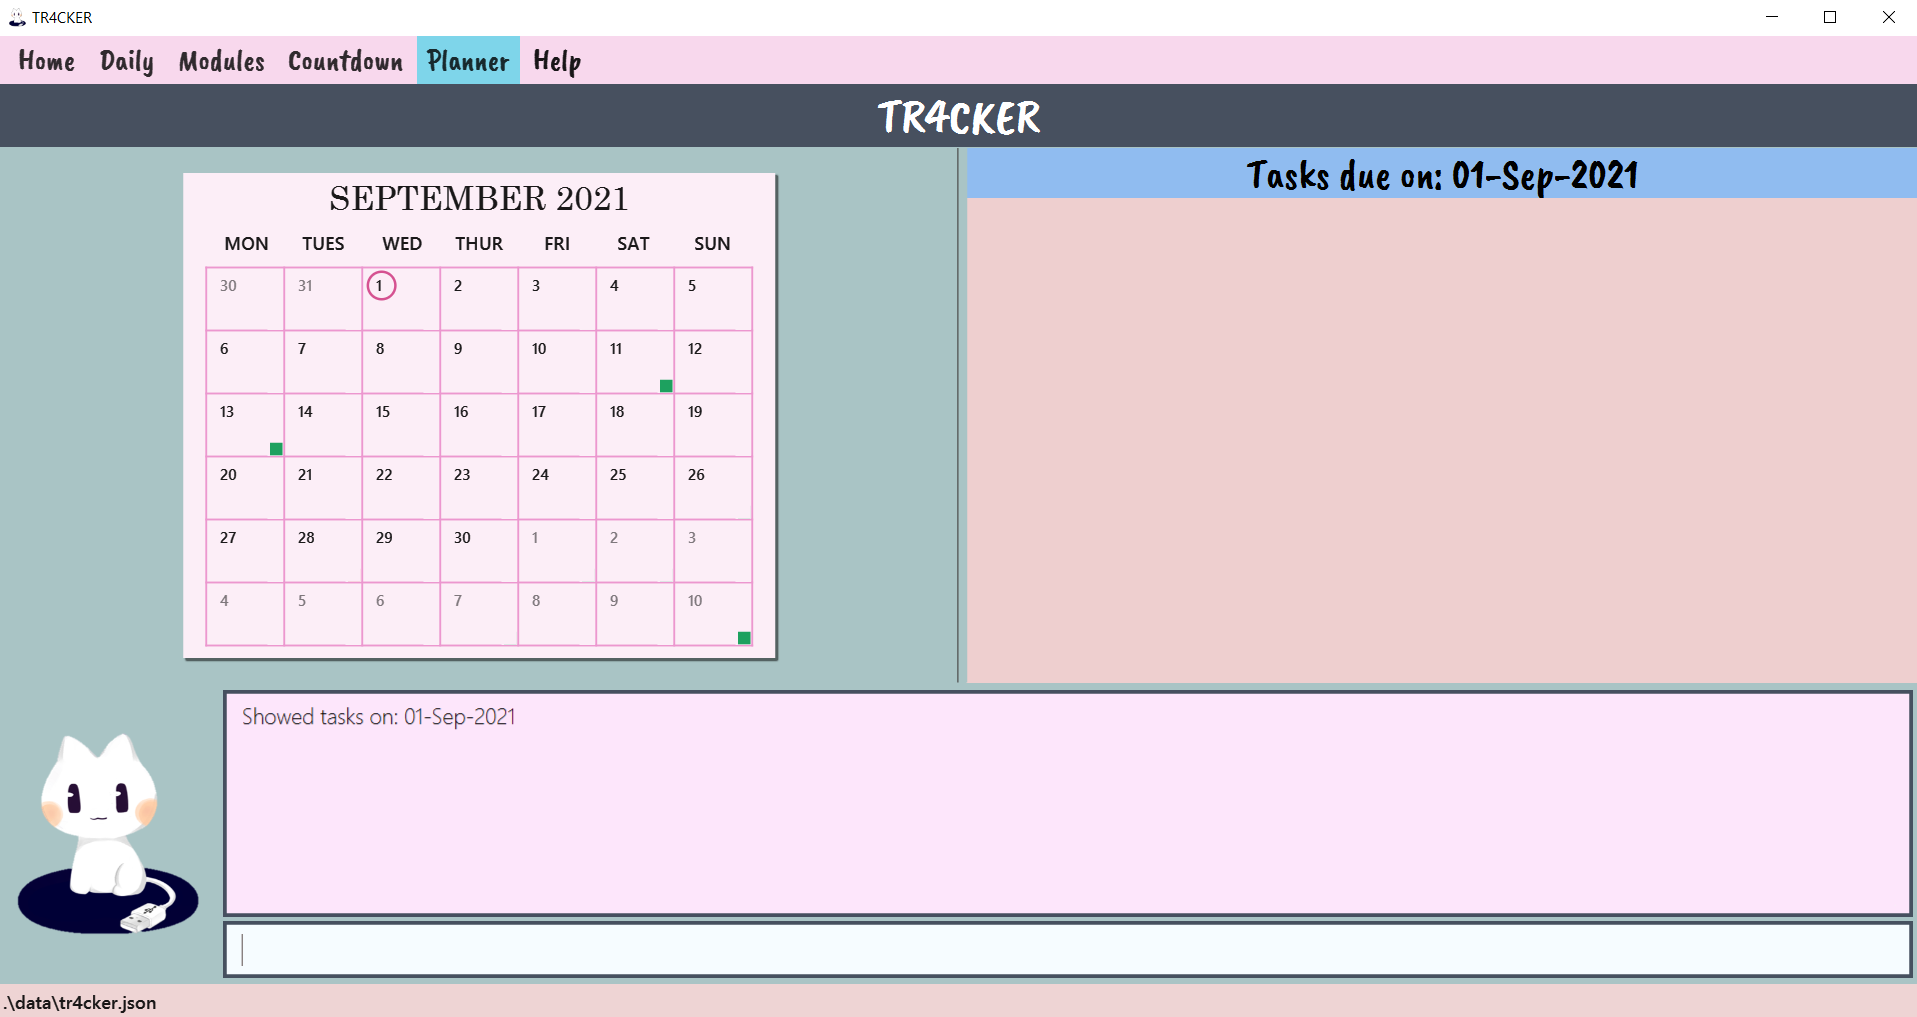 TR4CKER
Home Daily Modules Countdown Planner Help
TR4CKER
SEPTEMBER 2021
MON TUES WED THUR FRI SAT SUN
30 31 1 2 3 4 5
6 7 8 9 10 11 12
13 14 15 16 17 18 19
20 21 22 23 24 25 26
27 28 29 30 1 2 3
4 5 6 7 8 9 10
Tasks due on: 01-Sep-2021
Showed tasks on: 01-Sep-2021
.\data\tr4cker.json